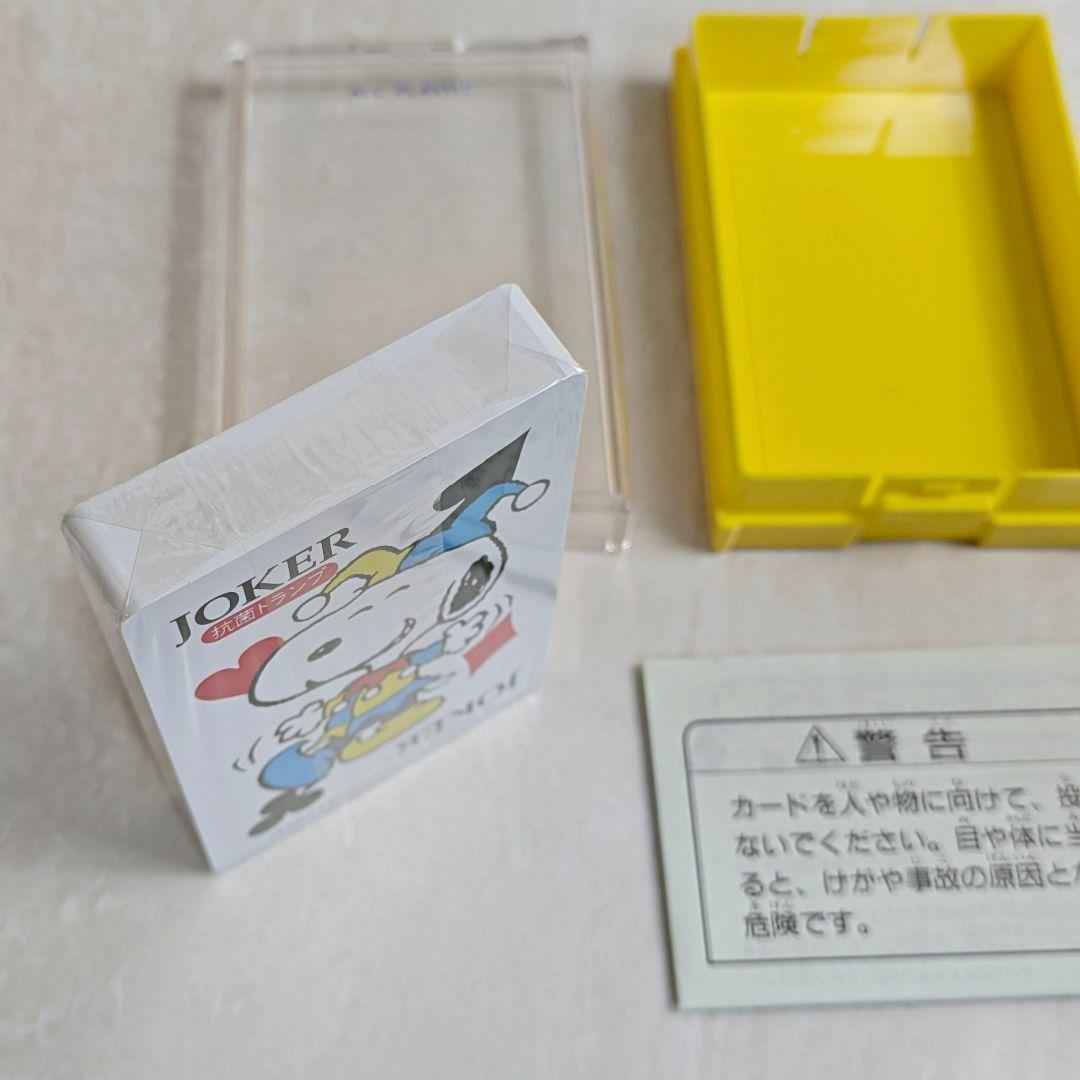 JOKER
抗菌トランプ
JOKER
警告
カードを人や物に向けて、投
ないでください。目や体に当
ると、けがや事故の原因とな
危険です。